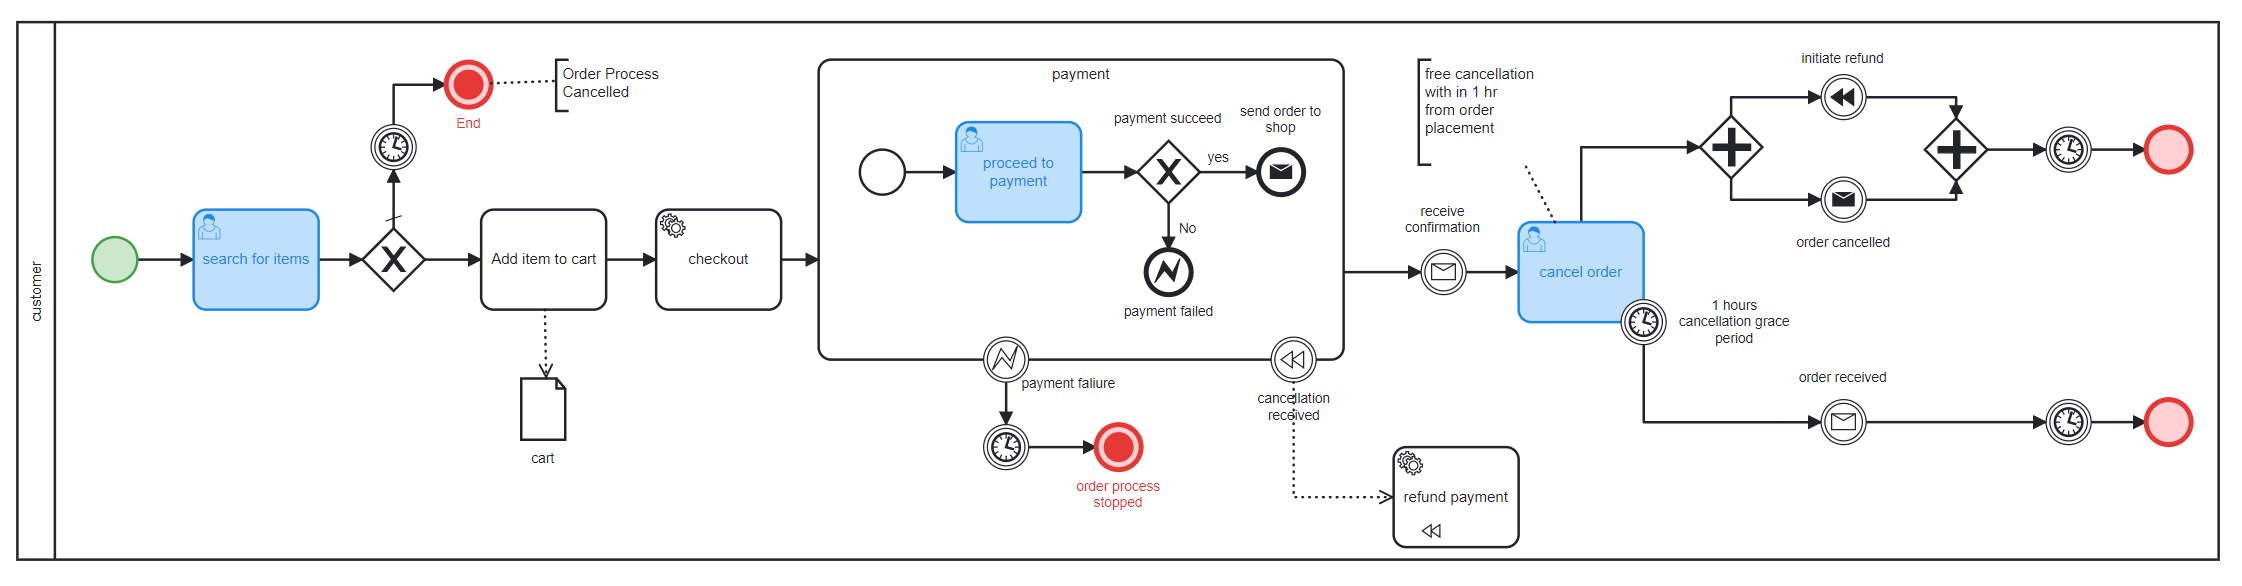 customer
search for items
End
Order Process
Cancelled
Add item to cart
cart
checkout
payment
proceed to
payment
payment succeed
yes
No
send order to
shop
payment failed
payment faliure
order process
stopped
cancellation
received
refund payment
receive
confirmation
free cancellation
with in 1 hr
from order
placement
cancel order
1 hours
cancellation grace
period
initiate refund
order cancelled
order received